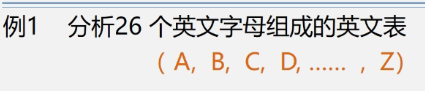 例1 分析26 个英文字母组成的英文表
( A, B, C, D, …… , Z)